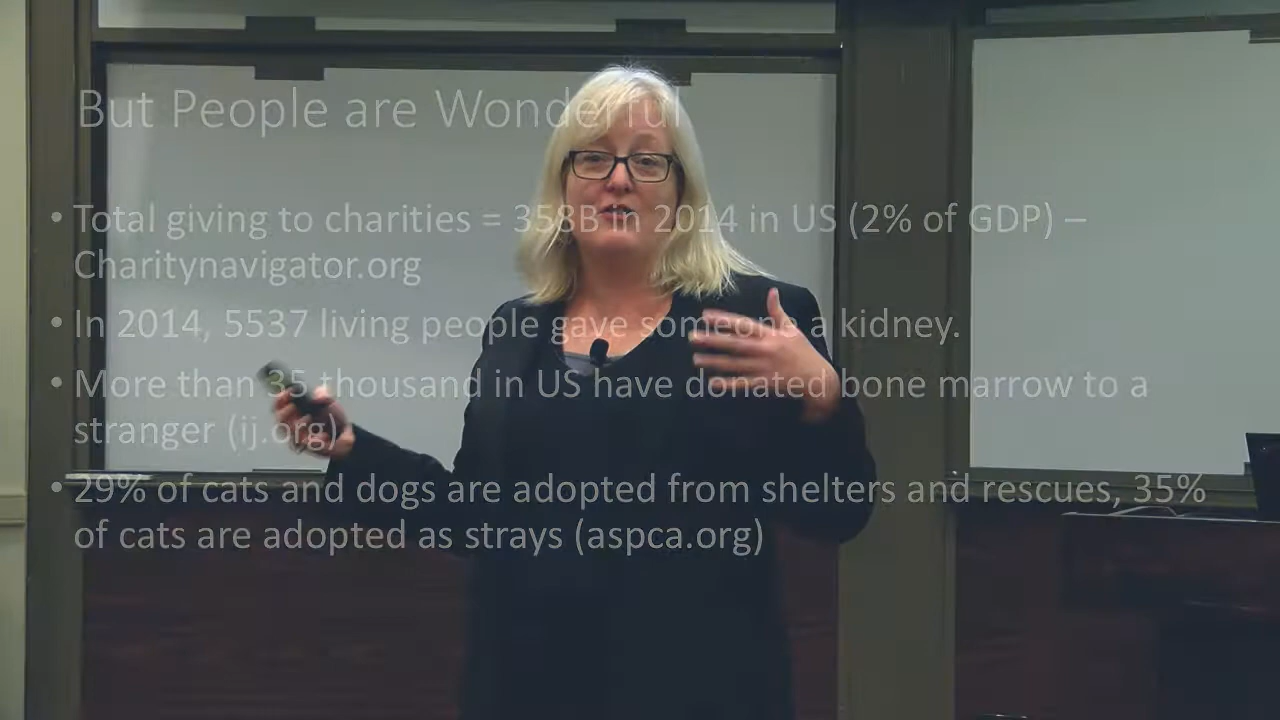 But People are Wonderful
• Total giving to charities = 358B in 2014 in US (2% of GDP) –
Charitynavigator.org
• In 2014, 5537 living people gave someone a kidney.
• More than 35 thousand in US have donated bone marrow to a
stranger (ij.org)
• 29% of cats and dogs are adopted from shelters and rescues, 35%
of cats are adopted as strays (aspca.org)